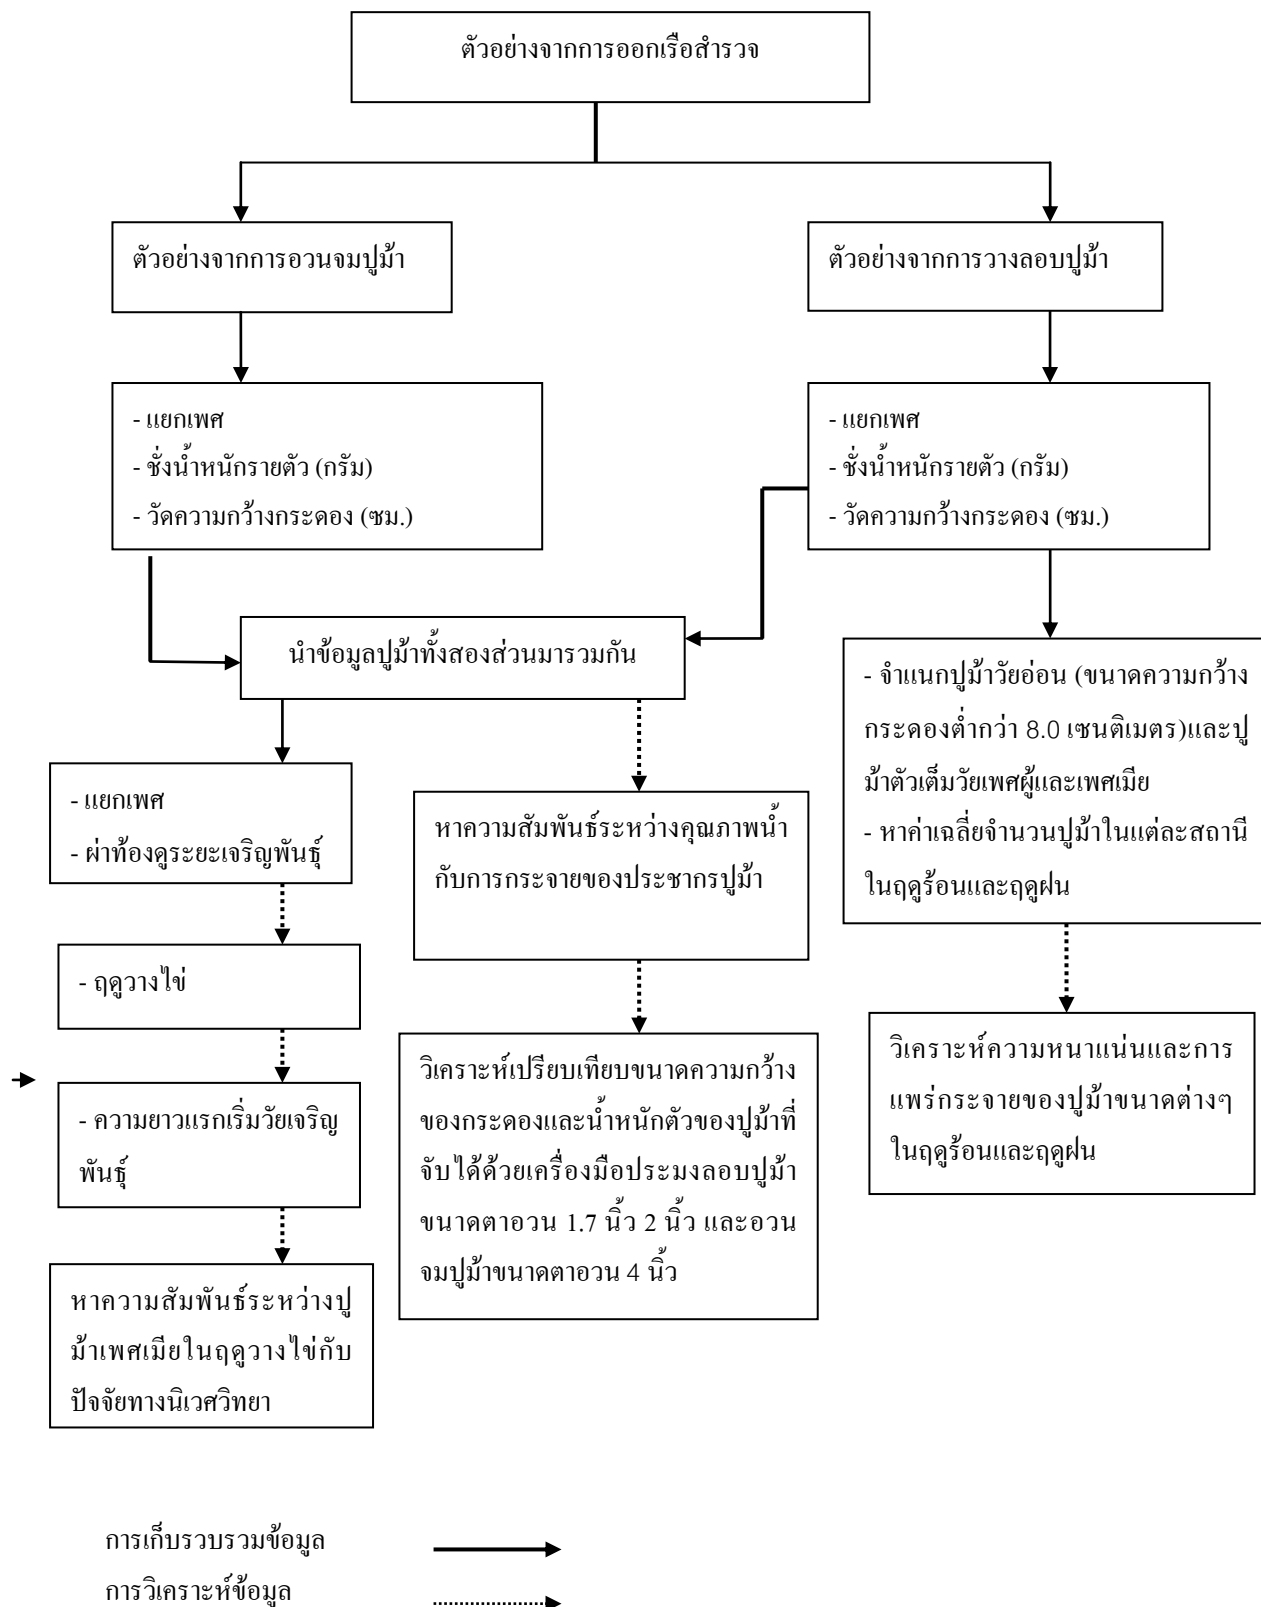 ตัวอย่างจากการออกเรือสำรวจ
ตัวอย่างจากการอวนจมปูม้า
ตัวอย่างจากการวางลอบปูม้า
- แยกเพศ
- ชั่งน้ำหนักรายตัว (กรัม)
- วัดความกว้างกระดอง (ซม.)
- แยกเพศ
- ชั่งน้ำหนักรายตัว (กรัม)
- วัดความกว้างกระดอง (ซม.)
นำข้อมูลปูม้าทั้งสองส่วนมารวมกัน
- จำแนกปูม้าวัยอ่อน (ขนาดความกว้าง
กระดองต่ำกว่า 8.0 เซนติเมตร)และปู
ม้าตัวเต็มวัยเพศผู้และเพศเมีย
- หาค่าเฉลี่ยจำนวนปูม้าในแต่ละสถานี
ในฤดูร้อนและฤดูฝน
- แยกเพศ
- ผ่าท้องดูระยะเจริญพันธุ์
หาความสัมพันธ์ระหว่างคุณภาพน้ำ
กับการกระจายของประชากรปูม้า
- ฤดูวางไข่
วิเคราะห์ความหนาแน่นและการ
แพร่กระจายของปูม้าขนาดต่างๆ
ในฤดูร้อนและฤดูฝน
วิเคราะห์เปรียบเทียบขนาดความกว้าง
ของกระดองและน้ำหนักตัวของปูม้าที่
จับได้ด้วยเครื่องมือประมงลอบปูม้า
ขนาดตาอวน 1.7 นิ้ว 2 นิ้ว และอวน
จมปูม้าขนาดตาอวน 4 นิ้ว
- ความยาวแรกเริ่มวัยเจริญ
พันธุ์
หาความสัมพันธ์ระหว่างปู
ม้าเพศเมียในฤดูวางไข่กับ
ปัจจัยทางนิเวศวิทยา
การเก็บรวบรวมข้อมูล
การวิเคราะห์ข้อมูล